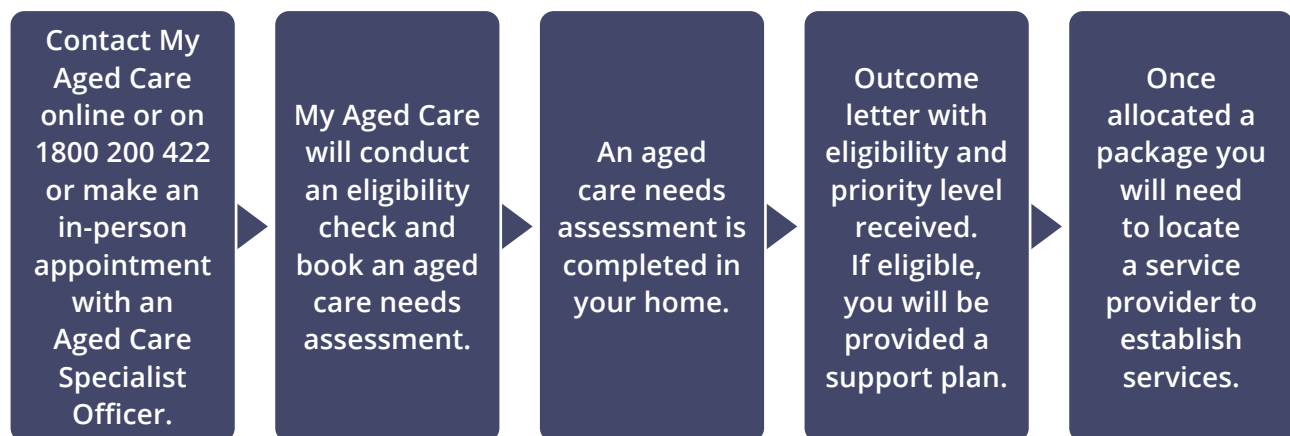 Contact My
Aged Care
online or on
1800 200 422
or make an
in-person
appointment
with an
Aged Care
Specialist
Officer.
My Aged Care
will conduct
an eligibility
check and
book an aged
care needs
assessment.
An aged
care needs
assessment is
completed in
your home.
Outcome
letter with
eligibility and
priority level
received.
If eligible,
you will be
provided a
support plan.
Once
allocated a
package you
will need
to locate
a service
provider to
establish
services.